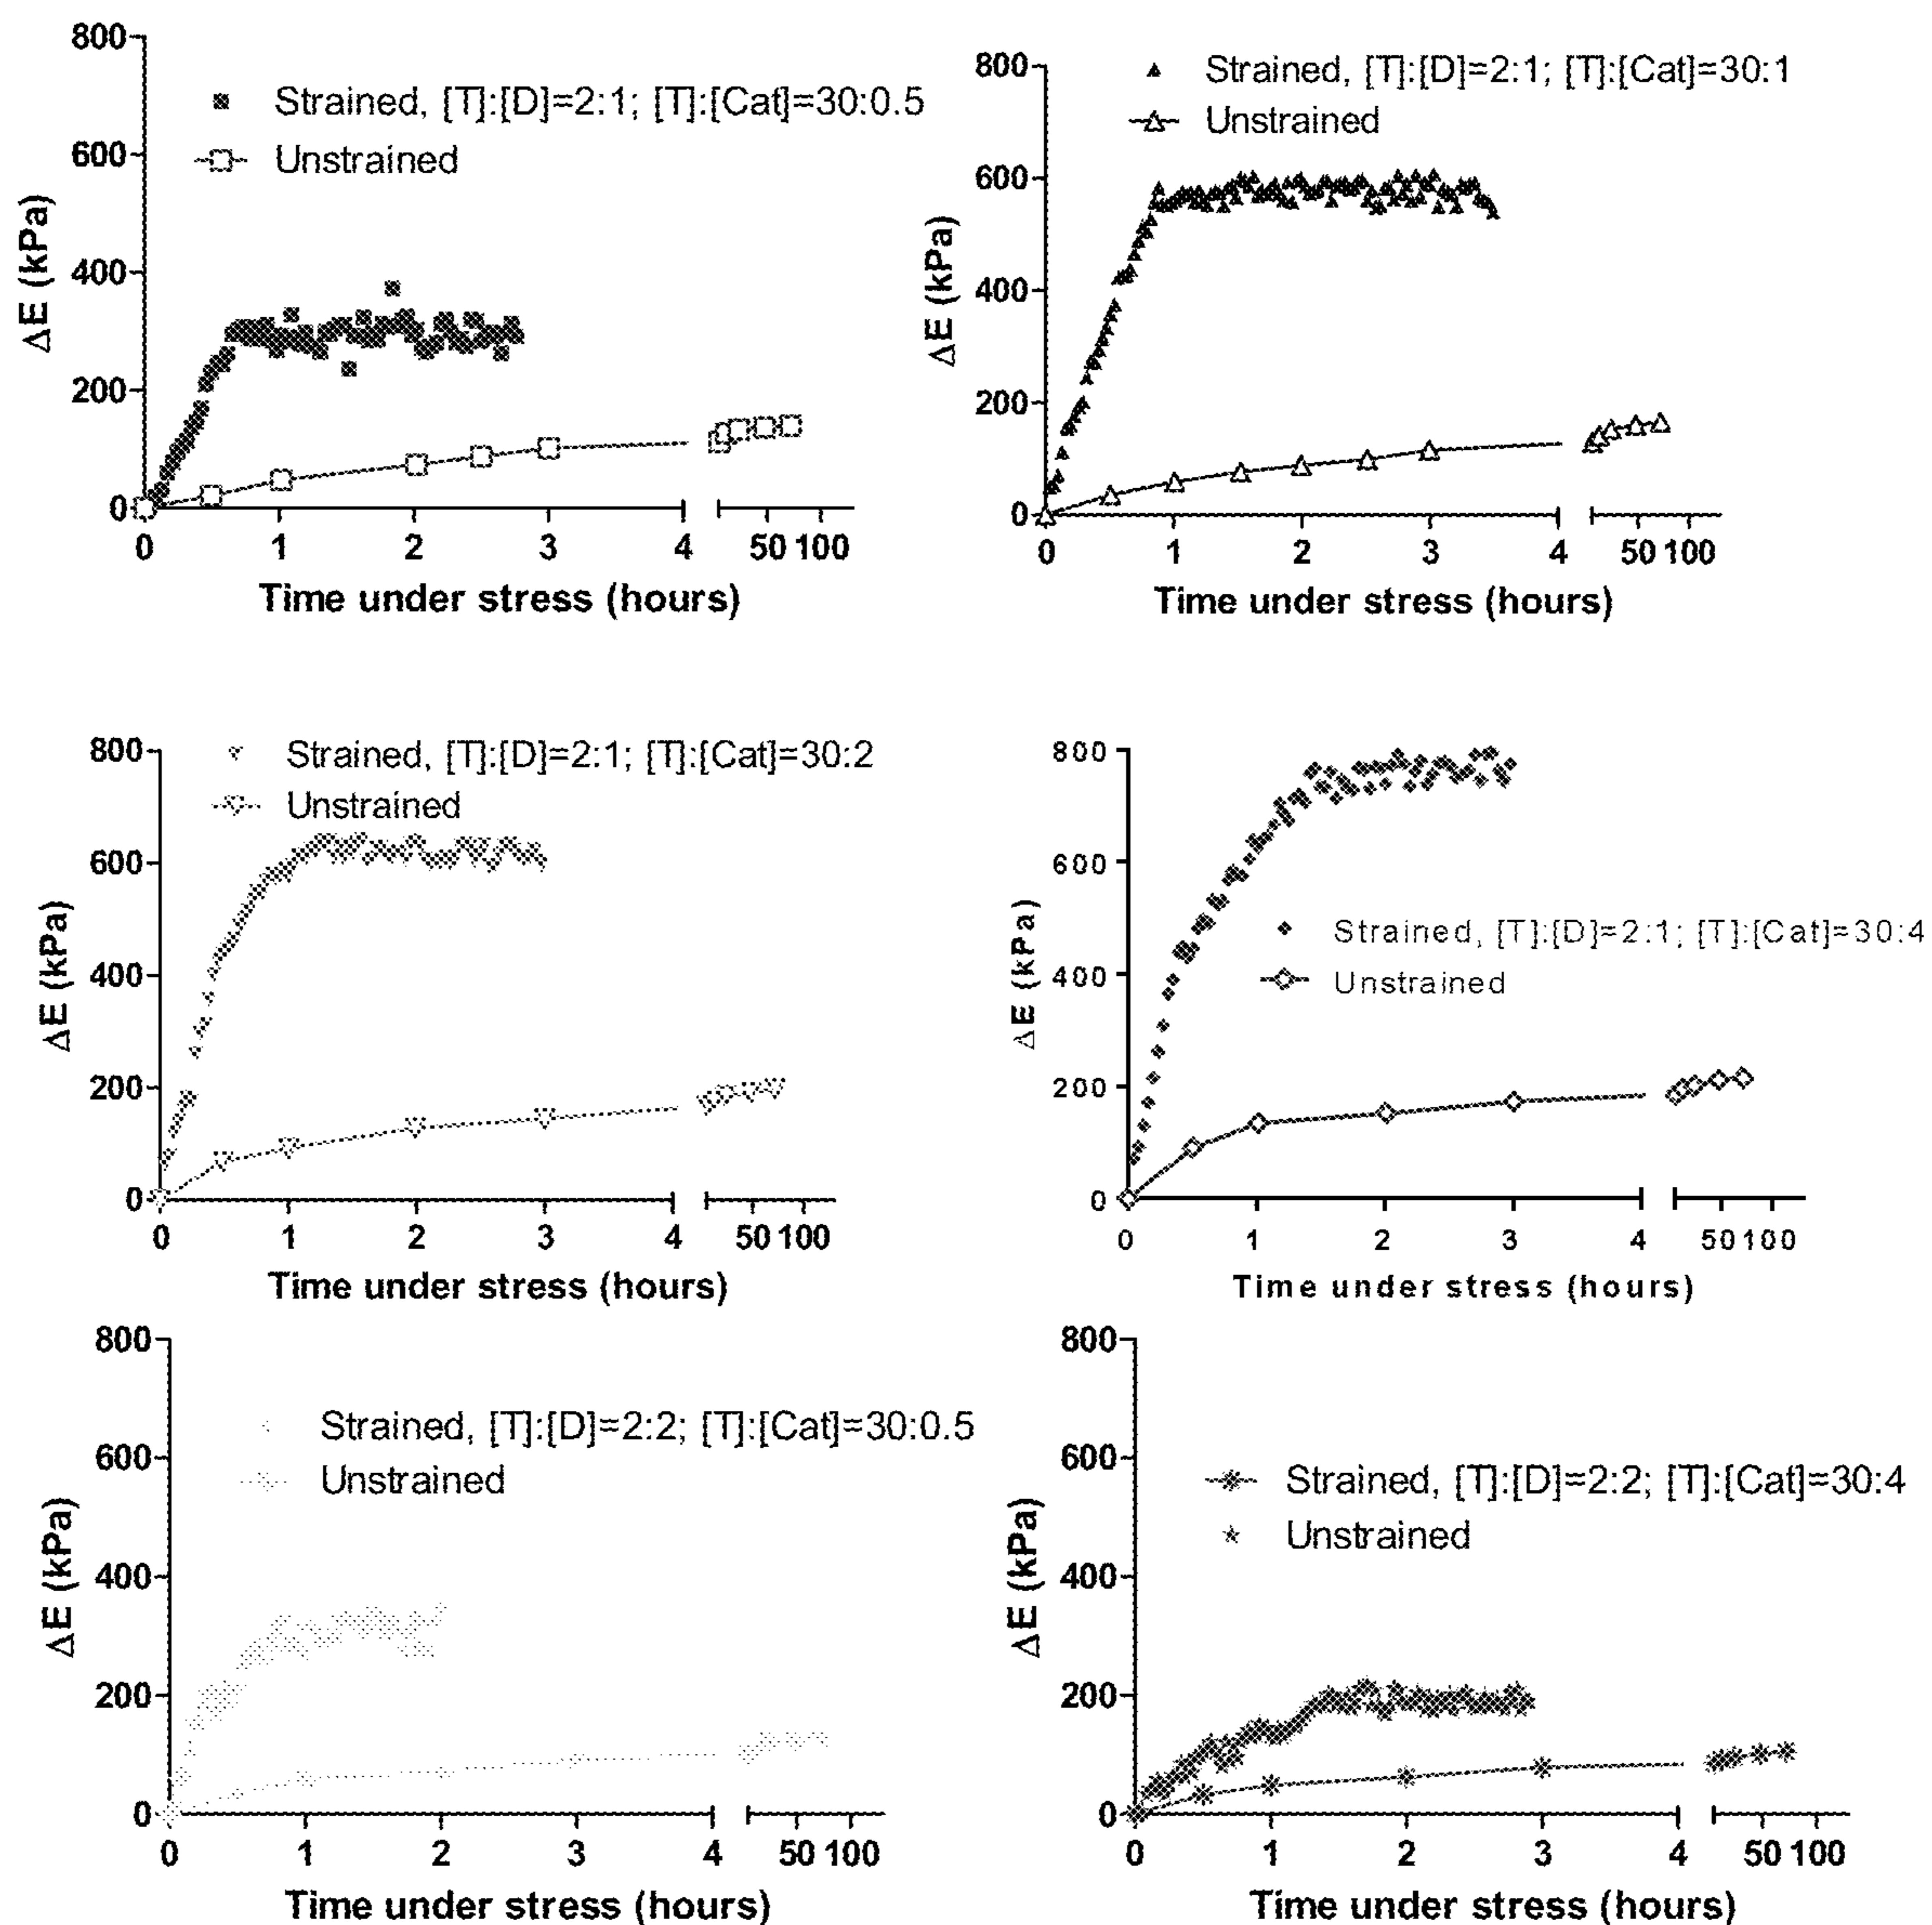 800
600
400
200
0
ΔE (kPa)
Strained, [T]:[D]=2:1; [T]:[Cat]=30:0.5
Unstrained
0 1 2 3 4 50 100
Time under stress (hours)
800
600
400
200
0
ΔE (kPa)
Strained, [T]:[D]=2:1; [T]:[Cat]=30:1
Unstrained
0 1 2 3 4 50 100
Time under stress (hours)
800
600
400
200
0
ΔE (kPa)
Strained, [T]:[D]=2:1; [T]:[Cat]=30:2
Unstrained
0 1 2 3 4 50 100
Time under stress (hours)
800
600
400
200
0
ΔE (kPa)
Strained, [T]:[D]=2:1; [T]:[Cat]=30:4
Unstrained
0 1 2 3 4 50 100
Time under stress (hours)
800
600
400
200
0
ΔE (kPa)
Strained, [T]:[D]=2:2; [T]:[Cat]=30:0.5
Unstrained
0 1 2 3 4 50 100
Time under stress (hours)
800
600
400
200
0
ΔE (kPa)
Strained, [T]:[D]=2:2; [T]:[Cat]=30:4
Unstrained
0 1 2 3 4 50 100
Time under stress (hours)